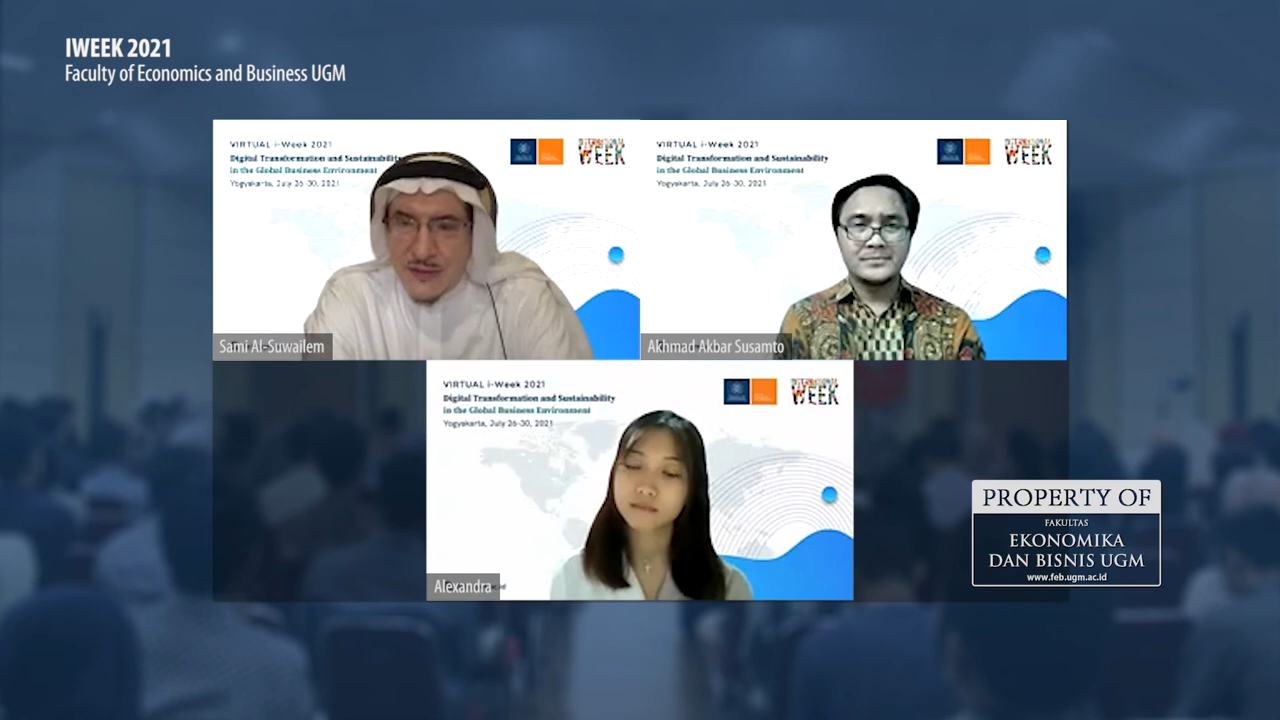 IWEEK 2021
Faculty of Economics and Business UGM
VIRTUAL i-Week 2021
Digital Transformation and Sustainability
in the Global Business Environment
Yogyakarta, July 26-30, 2021
INTERNATIONAL
WEEK
Sami Al-Suwailem
VIRTUAL i-Week 2021
Digital Transformation and Sustainability
in the Global Business Environment
Yogyakarta, July 26-30, 2021
INTERNATIONAL
WEEK
Akhmad Akbar Susamto
VIRTUAL i-Week 2021
Digital Transformation and Sustainability
in the Global Business Environment
Yogyakarta, July 26-30, 2021
INTERNATIONAL
WEEK
Alexandra
PROPERTY OF
FAKULTAS
EKONOMIKA
DAN BISNIS UGM
www.feb.ugm.ac.id